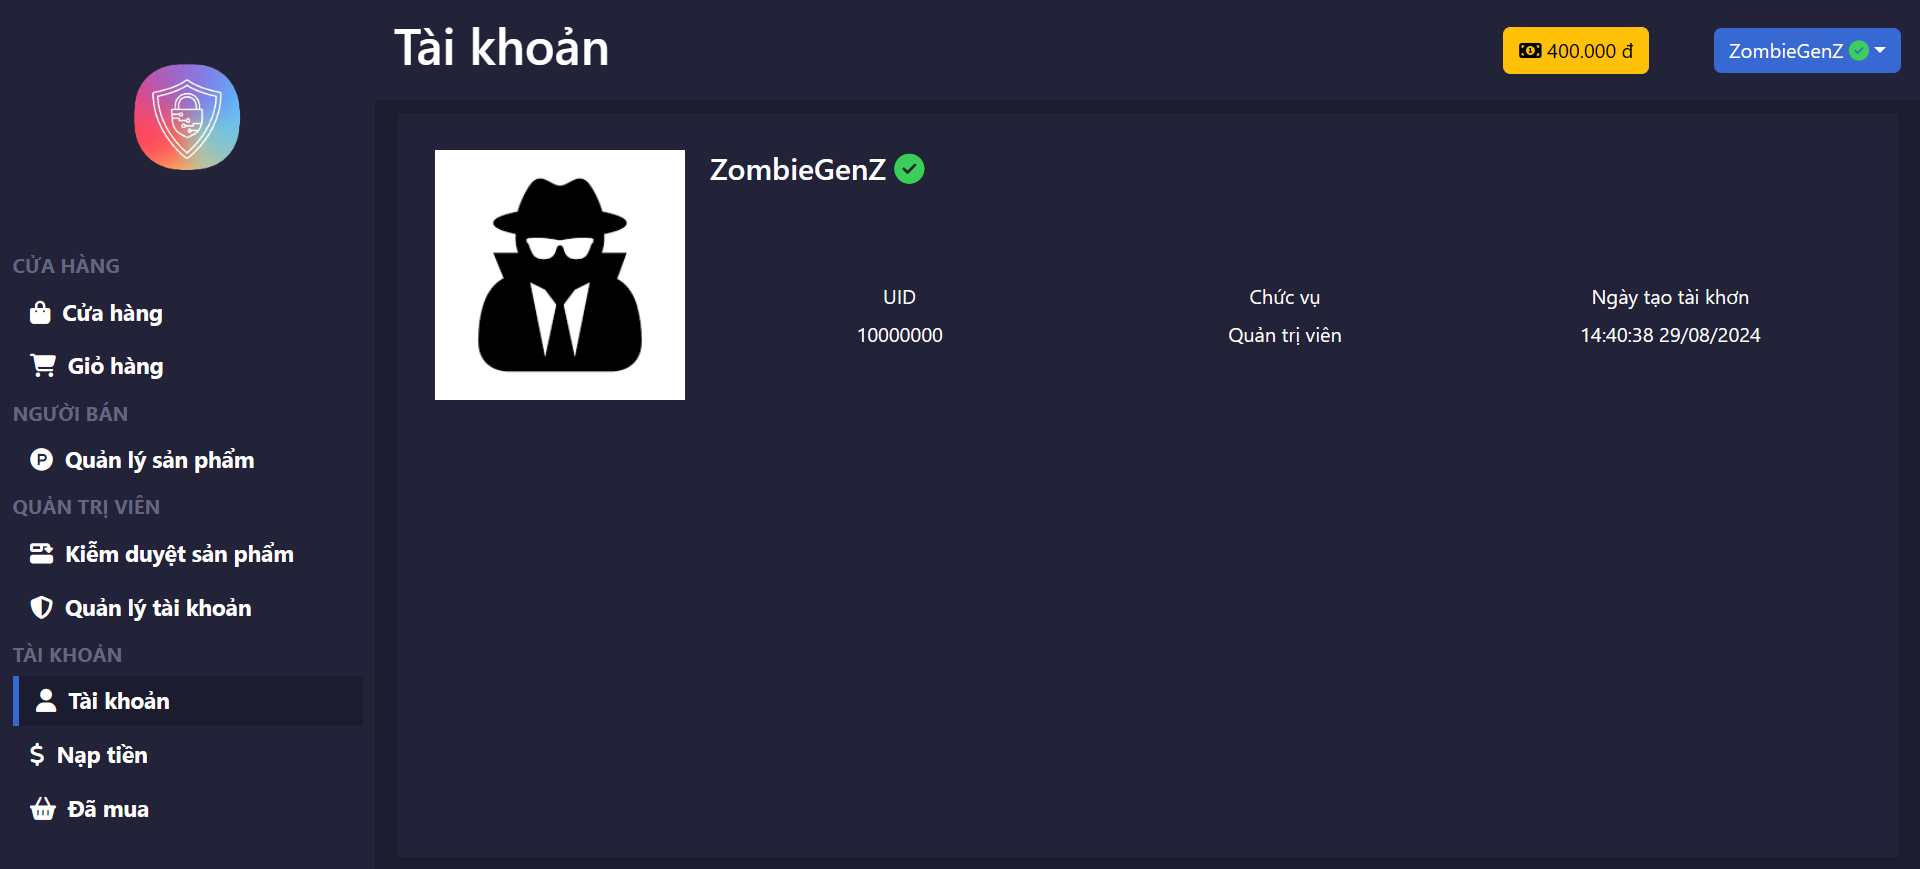 Tài khoản
400.000 đ
ZombieGenZ
CỬA HÀNG
Cửa hàng
Giỏ hàng
NGƯỜI BÁN
Quản lý sản phẩm
QUẢN TRỊ VIÊN
Kiễm duyệt sản phẩm
Quản lý tài khoản
TÀI KHOẢN
Tài khoản
Nạp tiền
Đã mua
ZombieGenZ
UID
10000000
Chức vụ
Quản trị viên
Ngày tạo tài khơn
14:40:38 29/08/2024